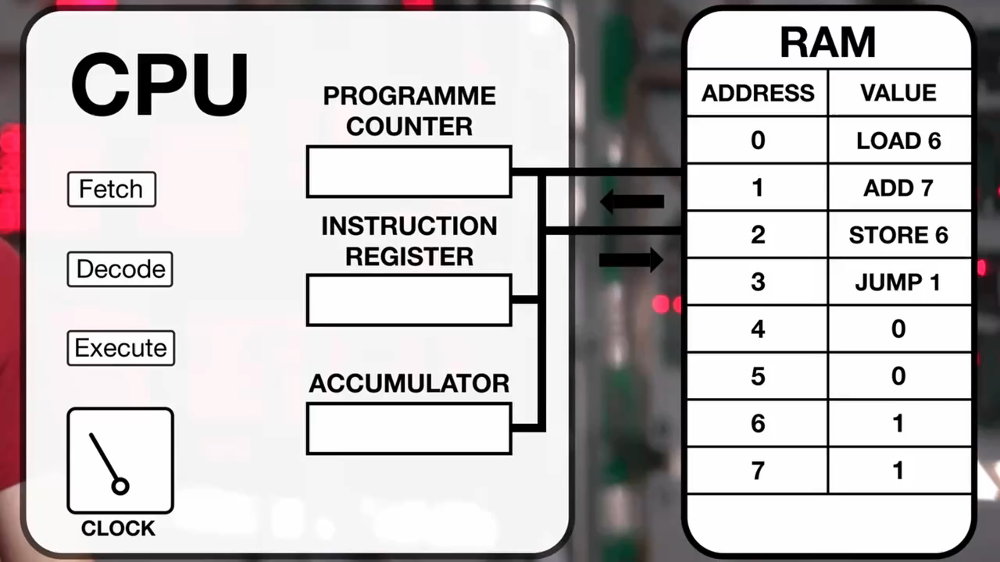 CPU
Fetch
Decode
Execute
CLOCK
PROGRAMME
COUNTER
INSTRUCTION
REGISTER
ACCUMULATOR
RAM
ADDRESS VALUE
0 LOAD 6
1 ADD 7
2 STORE 6
3 JUMP 1
4 0
5 0
6 1
7 1